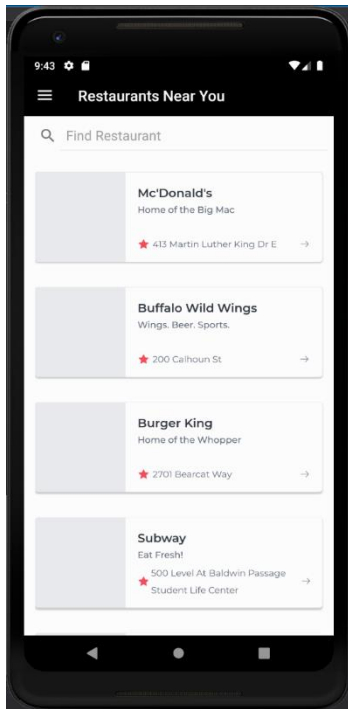 9:43
Restaurants Near You
Find Restaurant
Mc'Donald's
Home of the Big Mac
413 Martin Luther King Dr E
Buffalo Wild Wings
Wings. Beer. Sports.
200 Calhoun St
Burger King
Home of the Whopper
2701 Bearcat Way
Subway
Eat Fresh!
500 Level At Baldwin Passage
Student Life Center